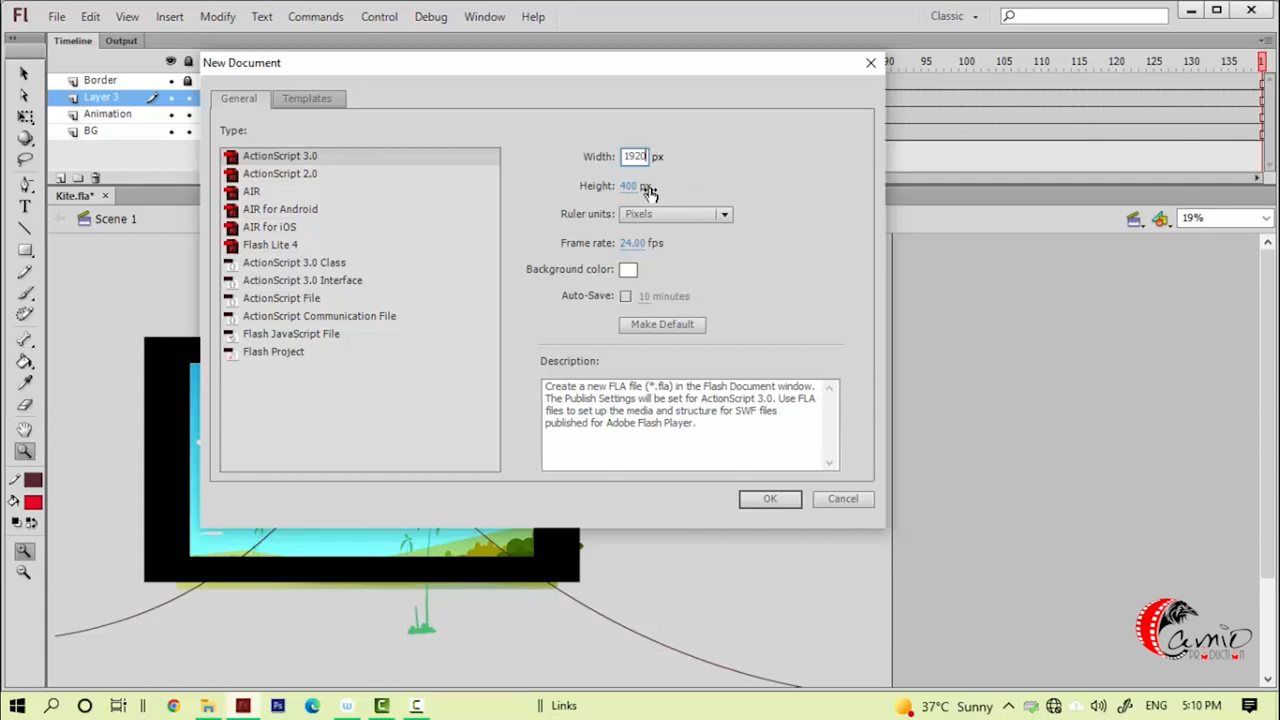 Fl File Edit View Insert Modify Text Commands Control Debug Window Help Classic
Timeline Output
90 95 100 105 110 115 120 125 130 135 1
Border
Layer 3
Animation
BG
Kite.fla* ×
Scene 1
19%
New Document
General Templates
Type:
ActionScript 3.0
ActionScript 2.0
AIR
AIR for Android
AIR for iOS
Flash Lite 4
ActionScript 3.0 Class
ActionScript 3.0 Interface
ActionScript File
ActionScript Communication File
Flash JavaScript File
Flash Project
Width: 1920 px
Height: 400 px
Ruler units: Pixels
Frame rate: 24.00 fps
Background color:
Auto-Save: 10 minutes
Make Default
Description:
Create a new FLA file (*.fla) in the Flash Document window.
The Publish Settings will be set for ActionScript 3.0. Use FLA
files to set up the media and structure for SWF files
published for Adobe Flash Player.
OK Cancel
PRODUCTION
Links
37°C Sunny
ENG
5:10 PM